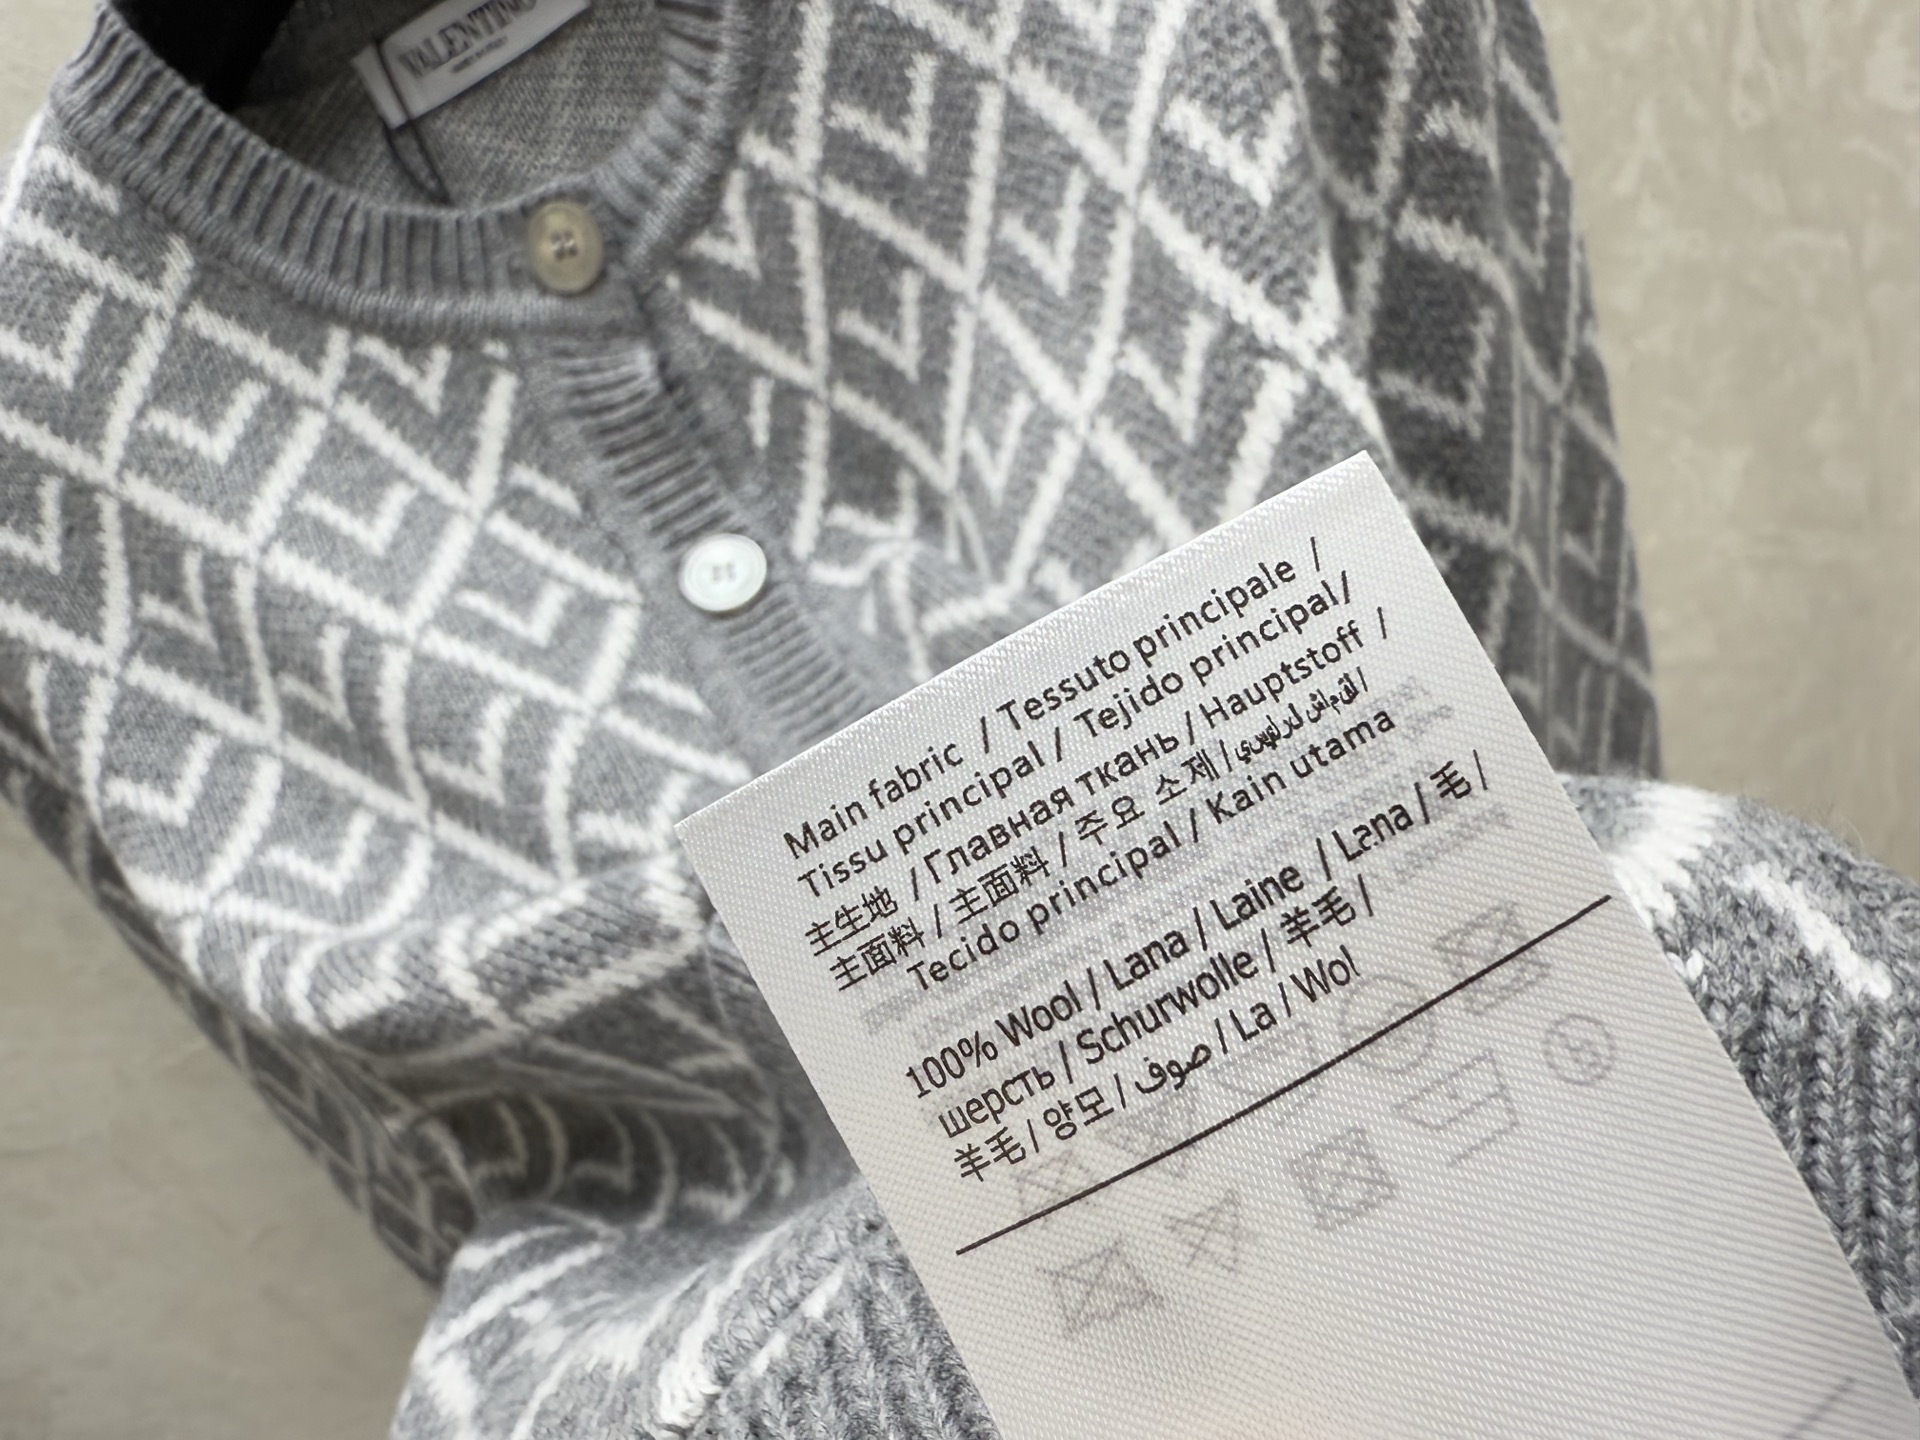 VALENTINO
Main fabric / Tessuto principale /
Tissu principal / Tejido principal/
主生地 / Главная ткань / Hauptstoff /
主面料 / 主面料 / 주요 소제 /
Tecido principal / Kain utama
100% Wool / Lana / Laine / Lana / 毛 /
шерсть / Schurwolle / 羊毛 /
羊毛 / 양모 / صوف / La / Wol